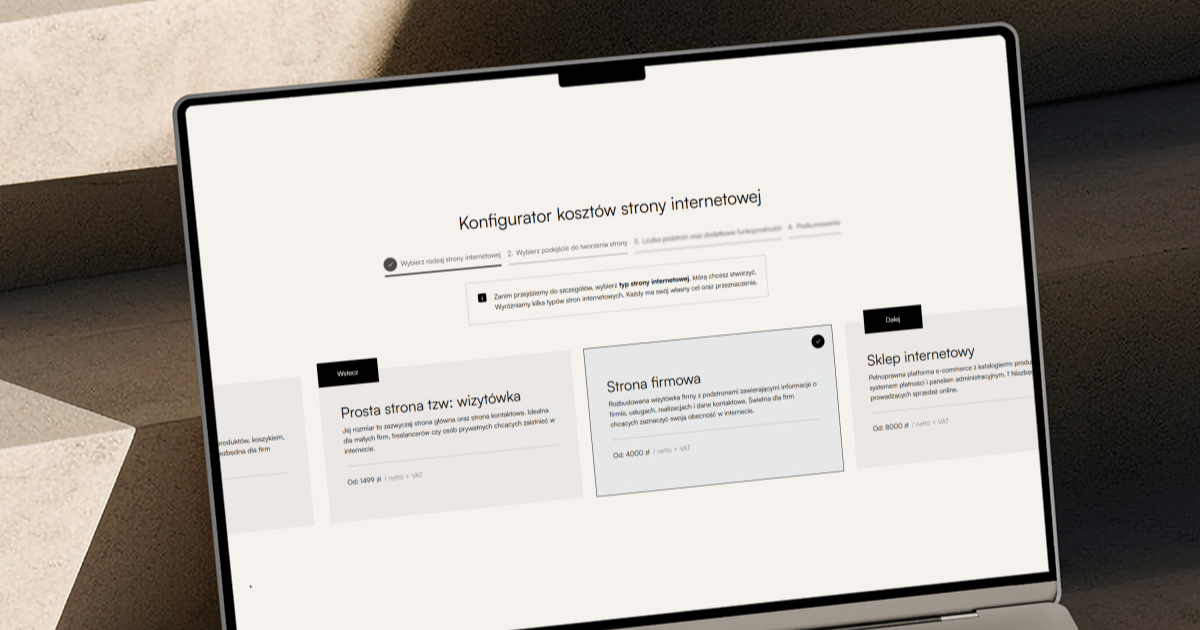 Konfigurator kosztów strony internetowej
Wybierz rodzaj strony internetowej
2. Wybierz podejście do tworzenia strony
3. Liczba podstron oraz dodatkowe funkcjonalności
4. Podsumowanie
Zanim przejdziemy do szczegółów, wybierz typ strony internetowej, którą chcesz stworzyć.
Wyróżniamy kilka typów stron internetowych. Każdy ma swój własny cel oraz przeznaczenie.
produktów, koszykiem,
ezbędna dla firm
Wstecz
Prosta strona tzw: wizytówka
Jej rozmiar to zazwyczaj strona główna oraz strona kontaktowa. Idealna
dla małych firm, freelancerów czy osób prywatnych chcących zaistnieć w
internecie.
Od: 1499 zł / netto + VAT
Strona firmowa
Rozbudowana wizytówka firmy z podstronami zawierającymi informacje o
firmie, usługach, realizacjach i dane kontaktowe. Świetna dla firm
chcących zaznaczyć swoją obecność w internecie.
Od: 4000 zł / netto + VAT
Dalej
Sklep internetowy
Pełnoprawna platforma e-commerce z katalogiem produ
systemem płatności i panelem administracyjnym. Niezbę
prowadzących sprzedaż online.
Od: 8000 zł / netto + VAT